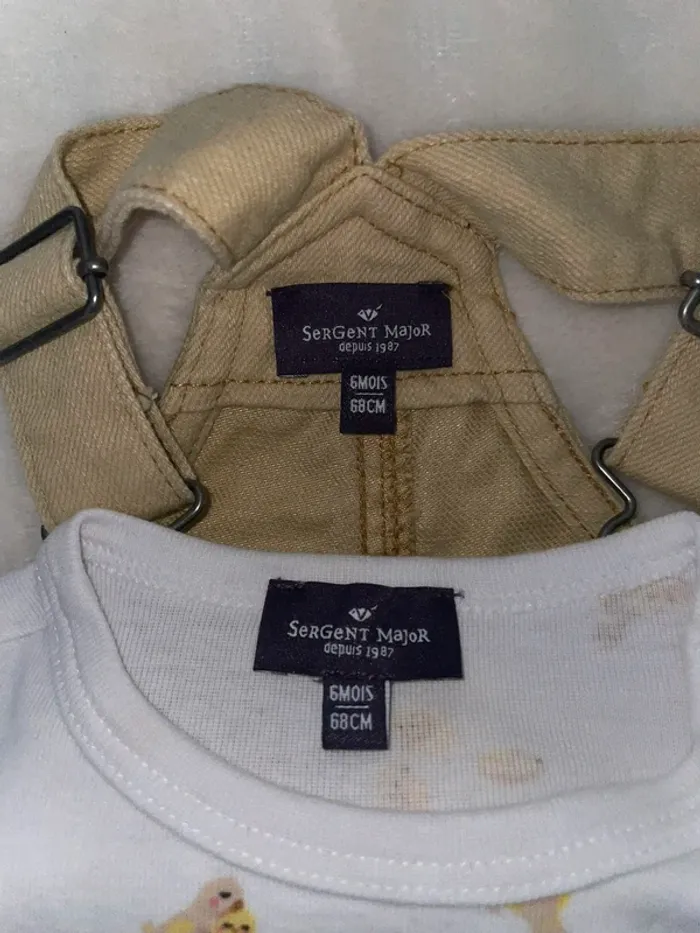 SeRGeNT MajoR
depuis 1987
6MOIS
68CM
SeRGeNT MajoR
depuis 1987
6MOIS
68CM